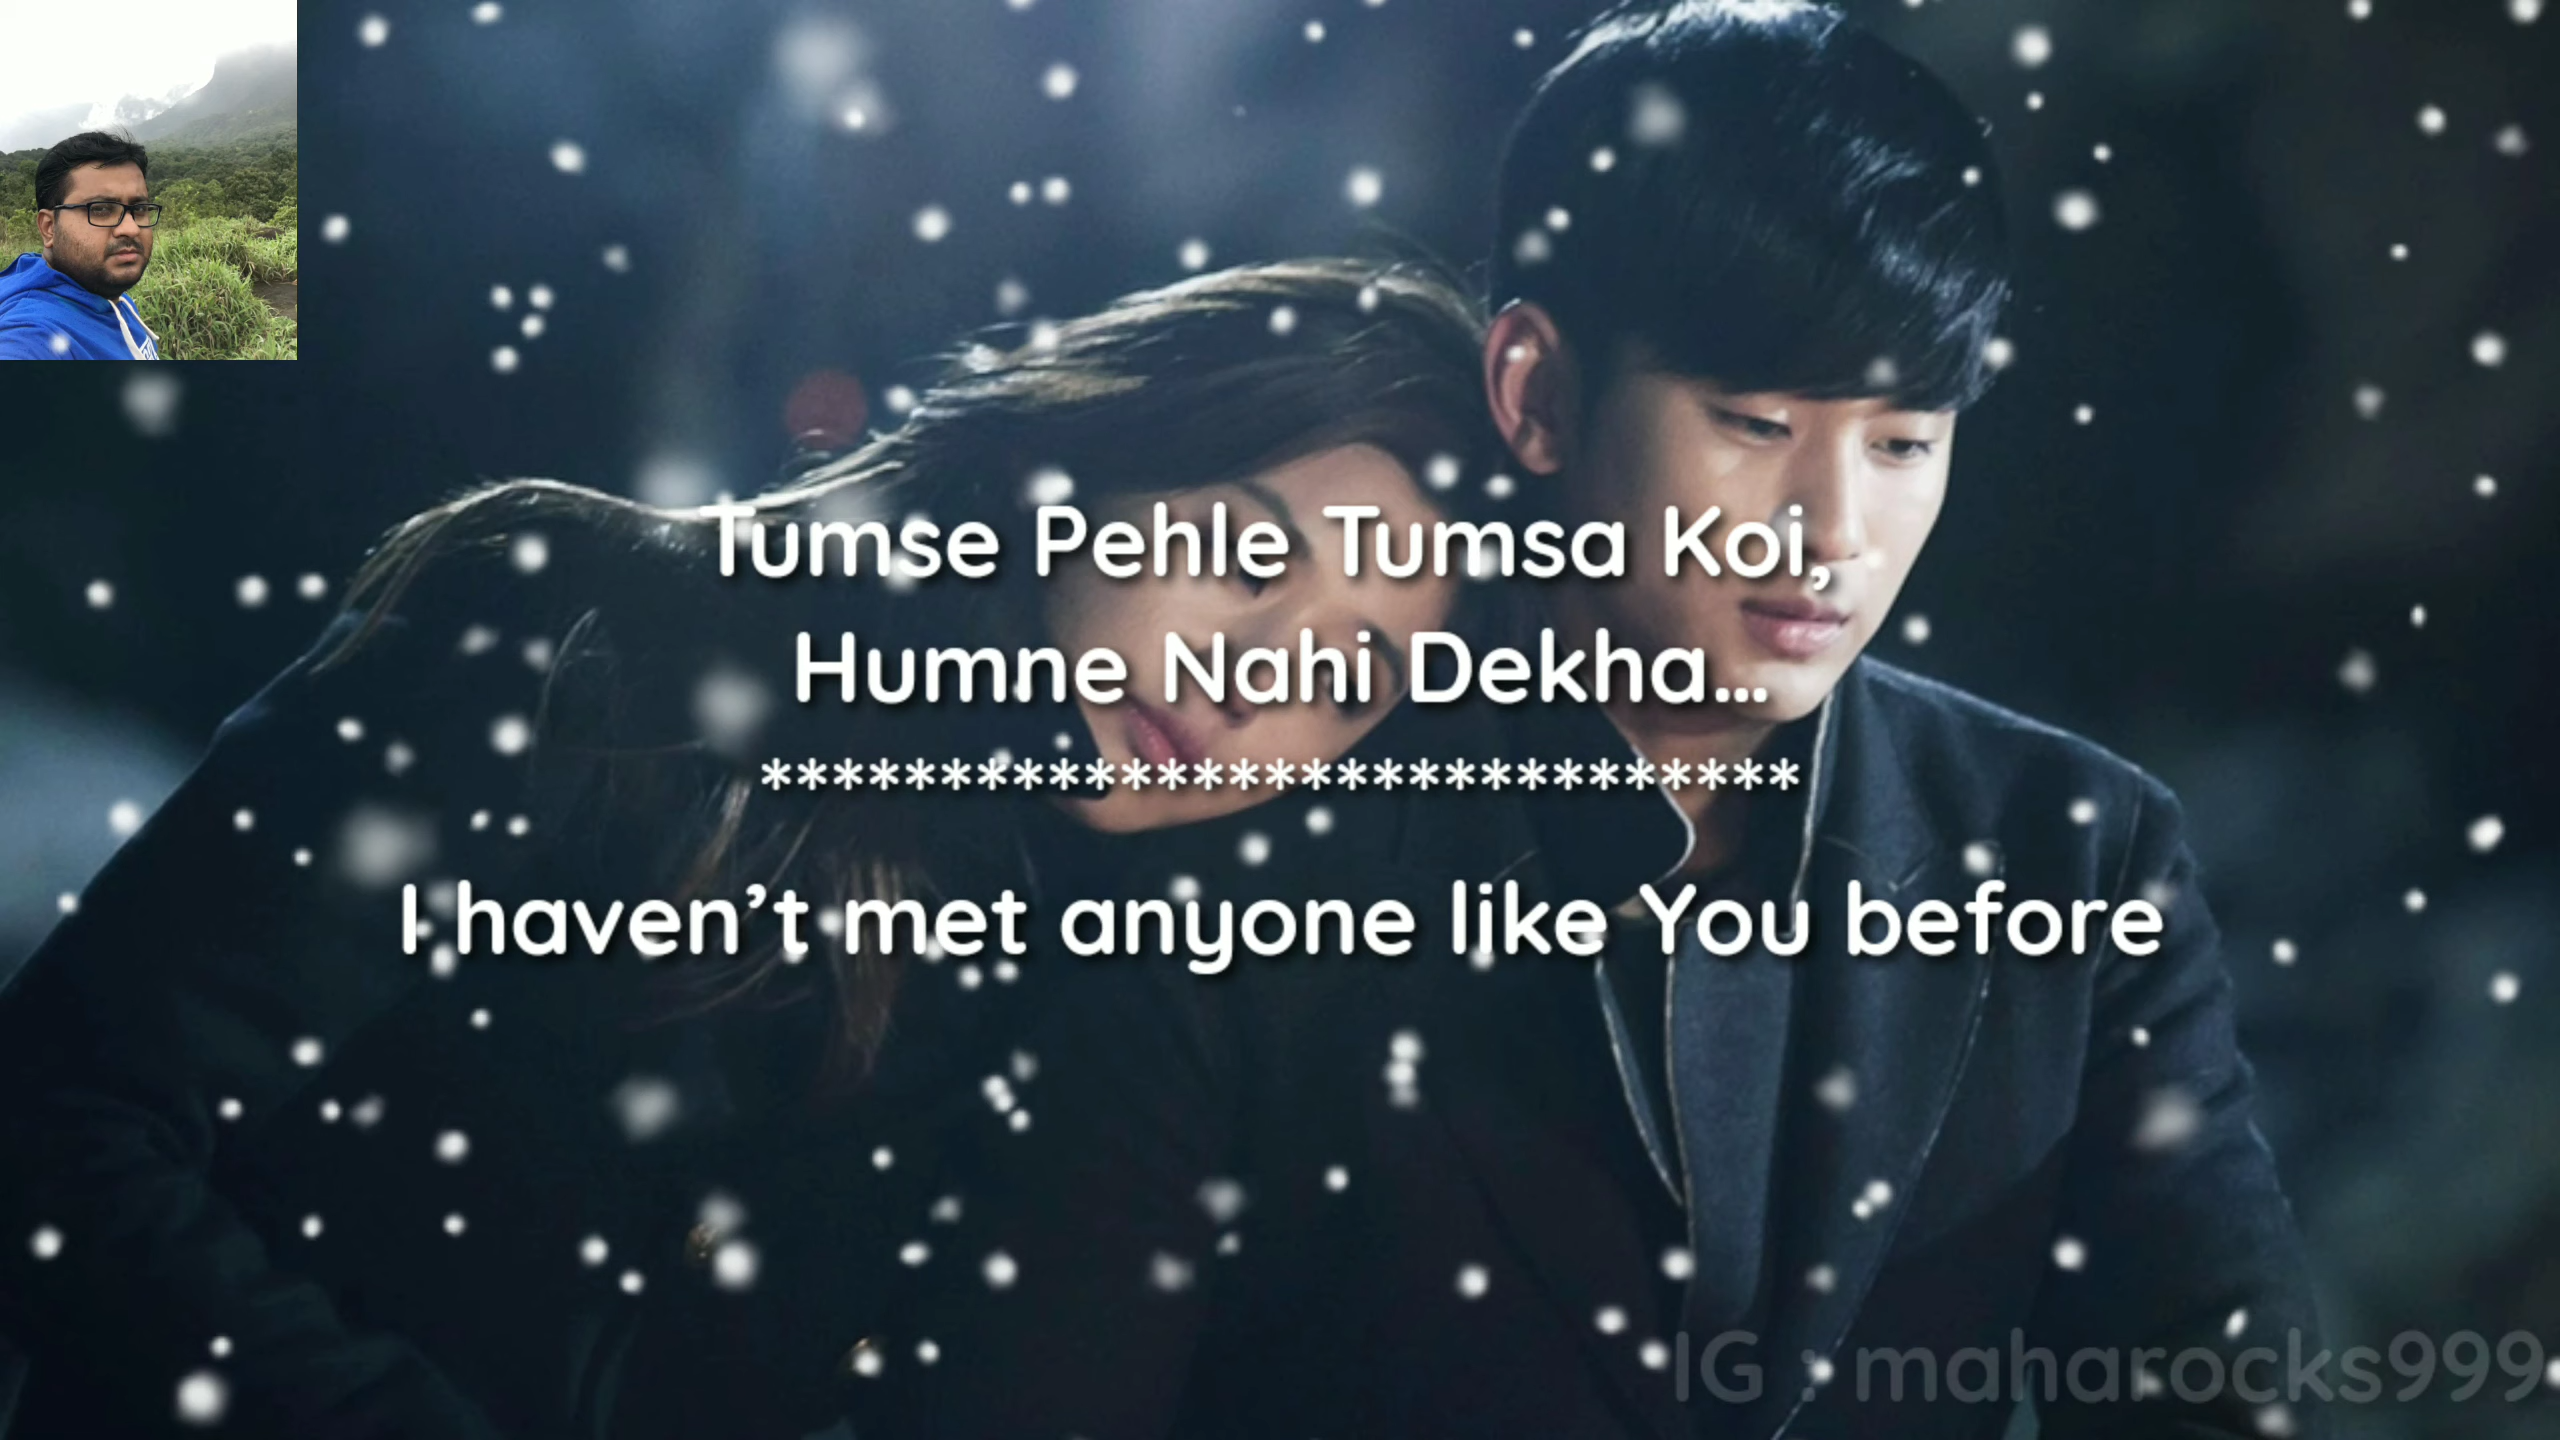 Tumse Pehle Tumsa Koi,
Humne Nahi Dekha...
*****************************
I haven't met anyone like You before
IG : maharocks999